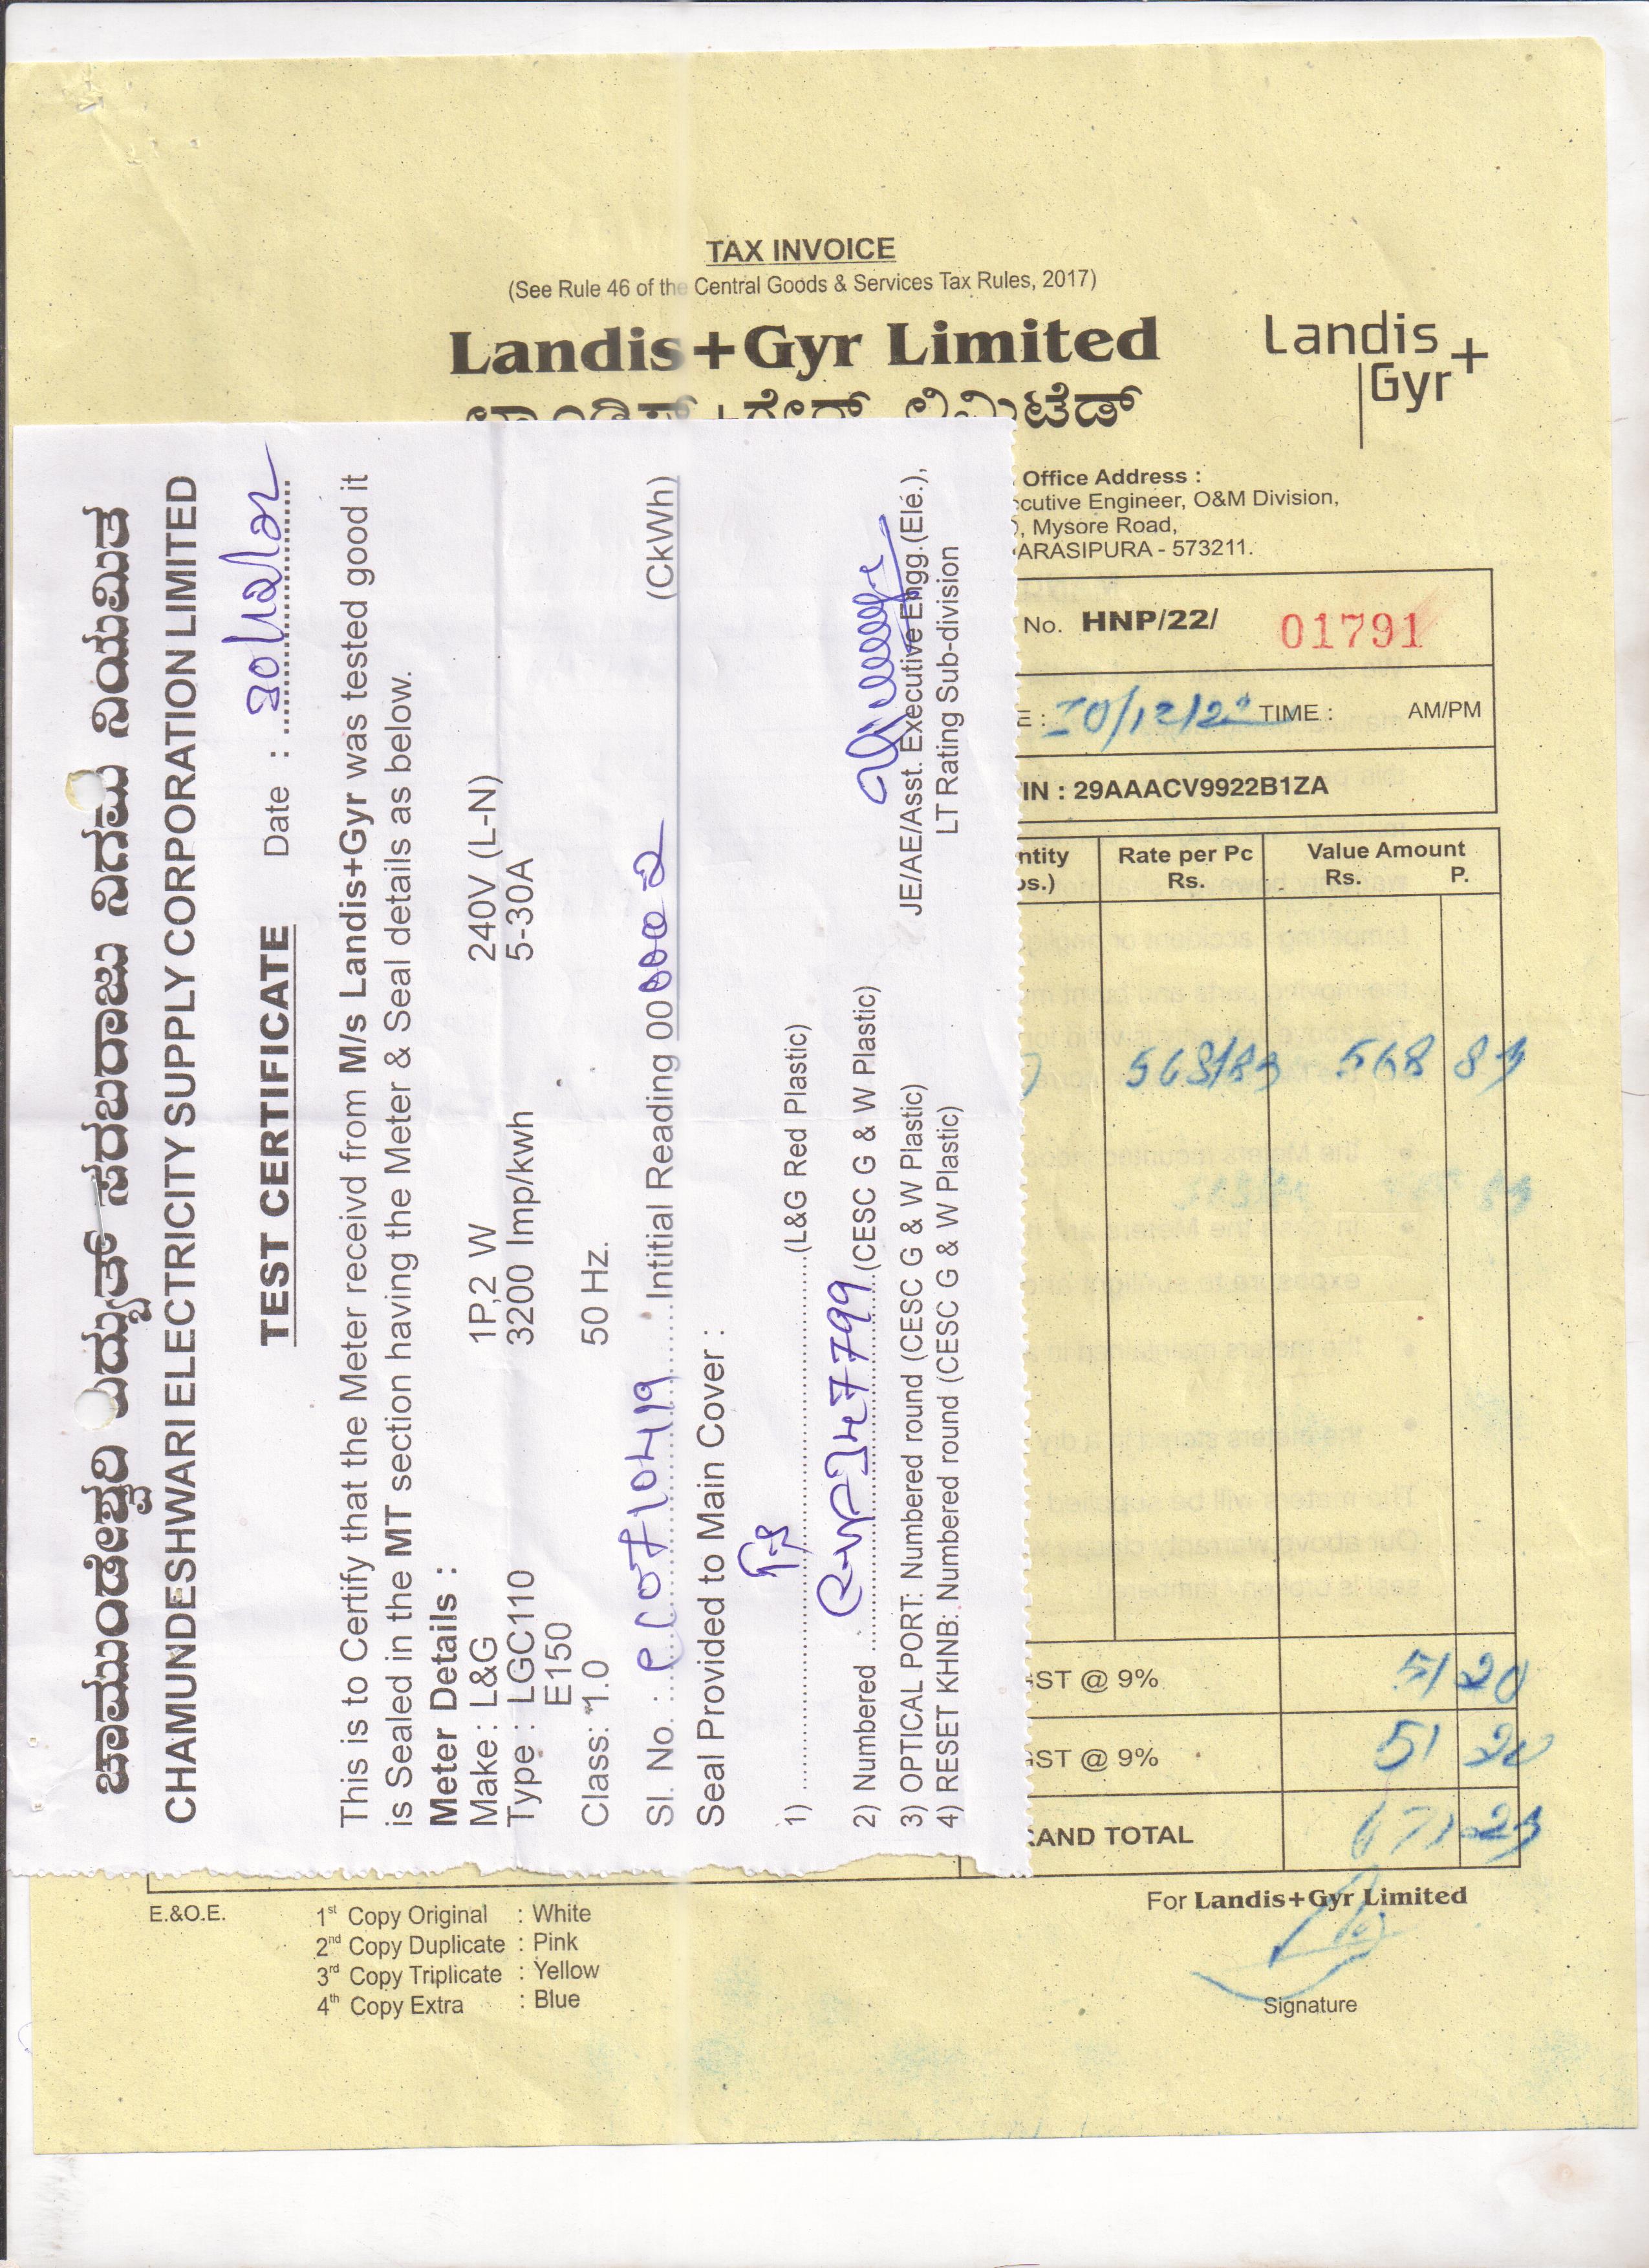 TAX INVOICE
(See Rule 46 of the Central Goods & Services Tax Rules, 2017)
Landis+Gyr Limited
Landis
Gyr+
ಲಿಮಿಟೆಡ್
Office Address :
Engineer, O&M Division,
Mysore Road,
ARASIPURA - 573211.
No. HNP/22/ 01791
TIME : AM/PM
IN : 29AAACV9922B1ZA
Rate per Pc Value Amount
Rs. Rs. P.
568/83 568 83
GST @ 9% 51 20
GST @ 9% 51 20
GRAND TOTAL 671 23
E.&O.E.
1st Copy Original : White
2nd Copy Duplicate : Pink
3rd Copy Triplicate : Yellow
4th Copy Extra : Blue
For Landis+Gyr Limited
Signature
ಚಾಮುಂಡೇಶ್ವರಿ ವಿದ್ಯುತ್ ಸರಬರಾಜು ನಿಗಮ ನಿಯಮಿತ
CHAMUNDESHWARI ELECTRICITY SUPPLY CORPORATION LIMITED
TEST CERTIFICATE Date :
This is to Certify that the Meter receivd from M/s Landis+Gyr was tested good it
is Sealed in the MT section having the Meter & Seal details as below.
Meter Details :
Make : L&G 1P,2 W 240V (L-N)
Type : LGC110 3200 Imp/kwh 5-30A
E150
Class: 1.0 50 Hz.
Sl. No. : PC0710419 Intitial Reading 00 (CkWh)
Seal Provided to Main Cover :
1) (L&G Red Plastic)
2) Numbered (CESC G & W Plastic)
3) OPTICAL PORT: Numbered round (CESC G & W Plastic)
4) RESET KHNB: Numbered round (CESC G & W Plastic)
JE/AE/Asst. Executive Engg.(Ele.),
LT Rating Sub-division